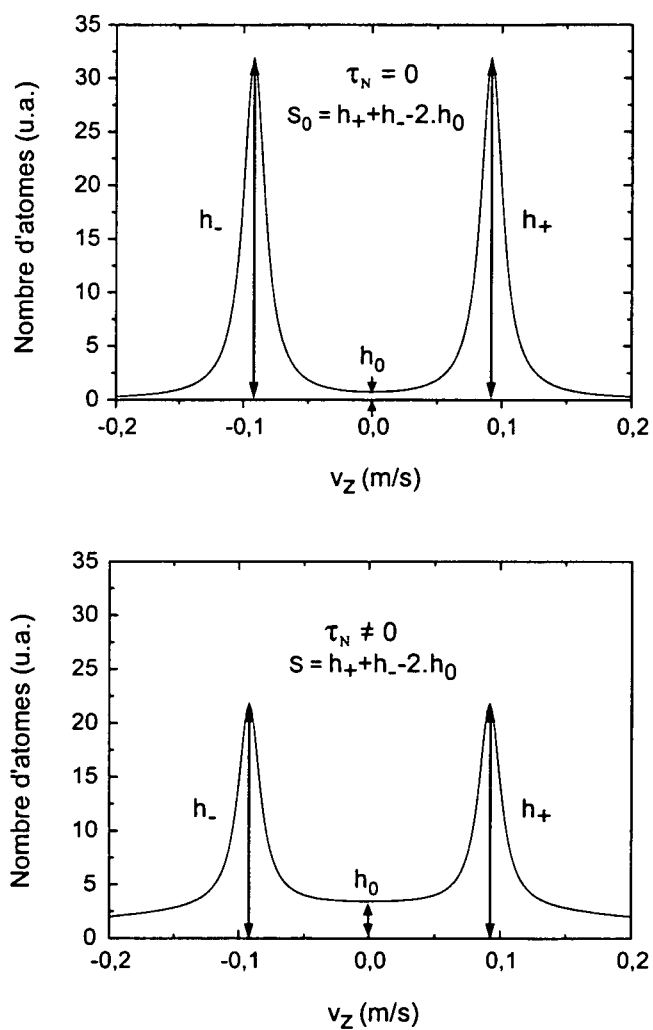 35
30
25
20
15
10
5
0
Nombre d'atomes (u.a.)
τN = 0
S0 = h+ + h- -2.h0
h-
h+
h0
-0,2 -0,1 0,0 0,1 0,2
vZ (m/s)
35
30
25
20
15
10
5
0
Nombre d'atomes (u.a.)
τN ≠ 0
S = h+ + h- -2.h0
h-
h+
h0
-0,2 -0,1 0,0 0,1 0,2
vZ (m/s)